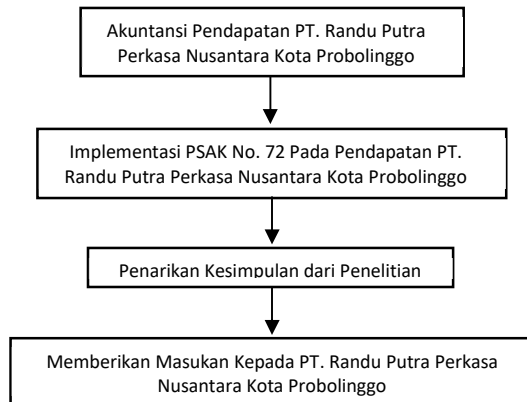 Akuntansi Pendapatan PT. Randu Putra
Perkasa Nusantara Kota Probolinggo
Implementasi PSAK No. 72 Pada Pendapatan PT.
Randu Putra Perkasa Nusantara Kota Probolinggo
Penarikan Kesimpulan dari Penelitian
Memberikan Masukan Kepada PT. Randu Putra Perkasa
Nusantara Kota Probolinggo